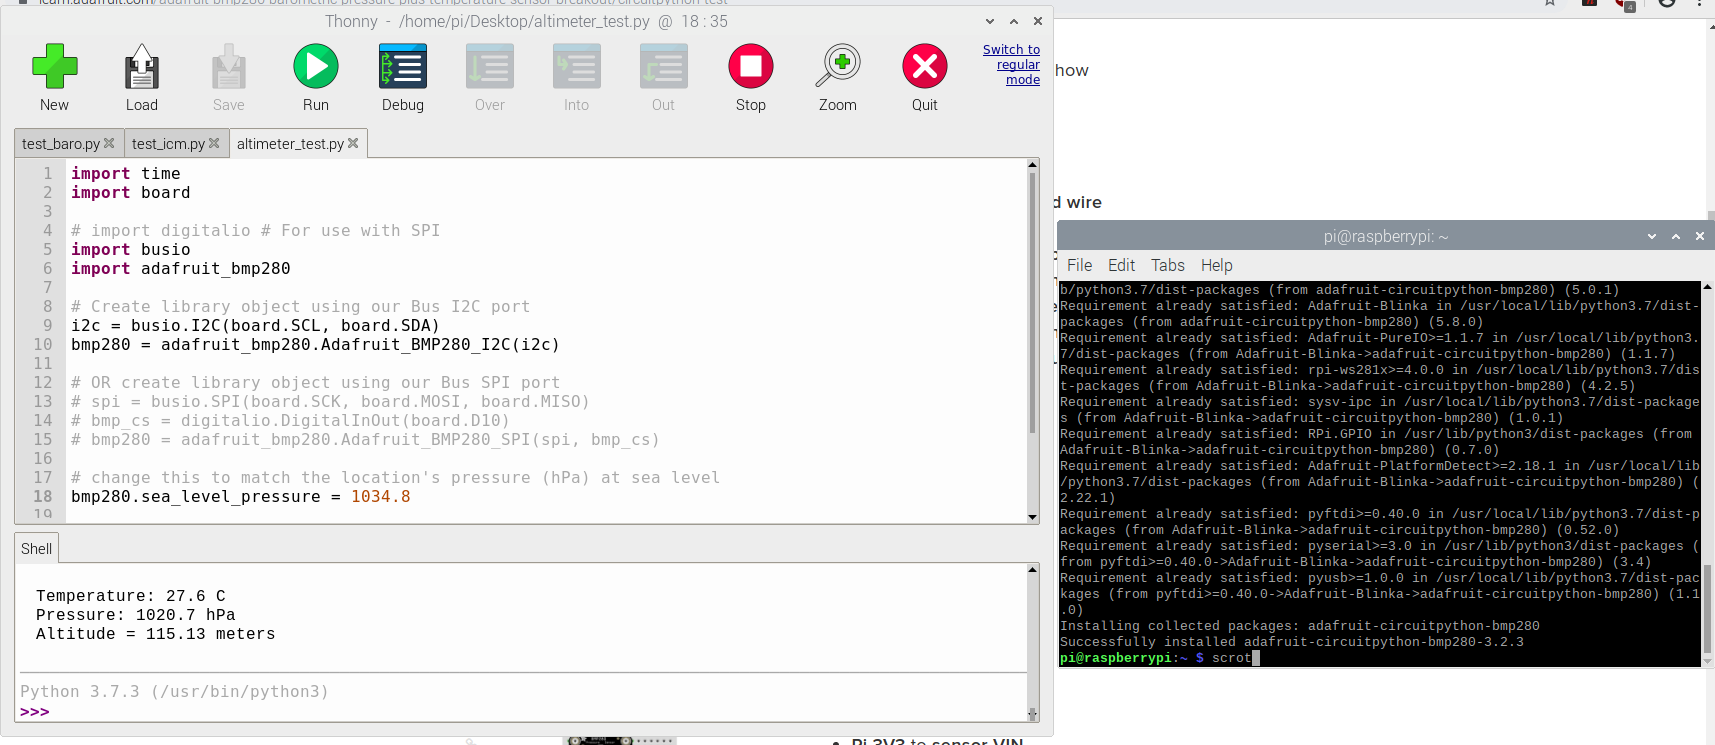 learn.adafruit.com/adafruit-bmp280-barometric-pressure-plus-temperature-sensor-breakout/circuitpython-test
4
Thonny - /home/pi/Desktop/altimeter_test.py @ 18 : 35
New
Load
Save
Run
Debug
Over
Into
Out
Stop
Zoom
Quit
Switch to
regular
mode
test_baro.py
test_icm.py
altimeter_test.py
1 import time
2 import board
3
4 # import digitalio # For use with SPI
5 import busio
6 import adafruit_bmp280
7
8 # Create library object using our Bus I2C port
9 i2c = busio.I2C(board.SCL, board.SDA)
10 bmp280 = adafruit_bmp280.Adafruit_BMP280_I2C(i2c)
11
12 # OR create library object using our Bus SPI port
13 # spi = busio.SPI(board.SCK, board.MOSI, board.MISO)
14 # bmp_cs = digitalio.DigitalInOut(board.D10)
15 # bmp280 = adafruit_bmp280.Adafruit_BMP280_SPI(spi, bmp_cs)
16
17 # change this to match the location's pressure (hPa) at sea level
18 bmp280.sea_level_pressure = 1034.8
19
Shell
Temperature: 27.6 C
Pressure: 1020.7 hPa
Altitude = 115.13 meters
Python 3.7.3 (/usr/bin/python3)
>>>
how
d wire
pi@raspberrypi: ~
File Edit Tabs Help
b/python3.7/dist-packages (from adafruit-circuitpython-bmp280) (5.0.1)
Requirement already satisfied: Adafruit-Blinka in /usr/local/lib/python3.7/dist-
packages (from adafruit-circuitpython-bmp280) (5.8.0)
Requirement already satisfied: Adafruit-PureIO>=1.1.7 in /usr/local/lib/python3.
7/dist-packages (from Adafruit-Blinka->adafruit-circuitpython-bmp280) (1.1.7)
Requirement already satisfied: rpi-ws281x>=4.0.0 in /usr/local/lib/python3.7/dis
t-packages (from Adafruit-Blinka->adafruit-circuitpython-bmp280) (4.2.5)
Requirement already satisfied: sysv-ipc in /usr/local/lib/python3.7/dist-package
s (from Adafruit-Blinka->adafruit-circuitpython-bmp280) (1.0.1)
Requirement already satisfied: RPi.GPIO in /usr/lib/python3/dist-packages (from
Adafruit-Blinka->adafruit-circuitpython-bmp280) (0.7.0)
Requirement already satisfied: Adafruit-PlatformDetect>=2.18.1 in /usr/local/lib
/python3.7/dist-packages (from Adafruit-Blinka->adafruit-circuitpython-bmp280) (
2.22.1)
Requirement already satisfied: pyftdi>=0.40.0 in /usr/local/lib/python3.7/dist-p
ackages (from Adafruit-Blinka->adafruit-circuitpython-bmp280) (0.52.0)
Requirement already satisfied: pyserial>=3.0 in /usr/lib/python3/dist-packages (
from pyftdi>=0.40.0->Adafruit-Blinka->adafruit-circuitpython-bmp280) (3.4)
Requirement already satisfied: pyusb>=1.0.0 in /usr/local/lib/python3.7/dist-pac
kages (from pyftdi>=0.40.0->Adafruit-Blinka->adafruit-circuitpython-bmp280) (1.1
.0)
Installing collected packages: adafruit-circuitpython-bmp280
Successfully installed adafruit-circuitpython-bmp280-3.2.3
pi@raspberrypi:~ $ scrot
Pi 3V3 to sensor VIN